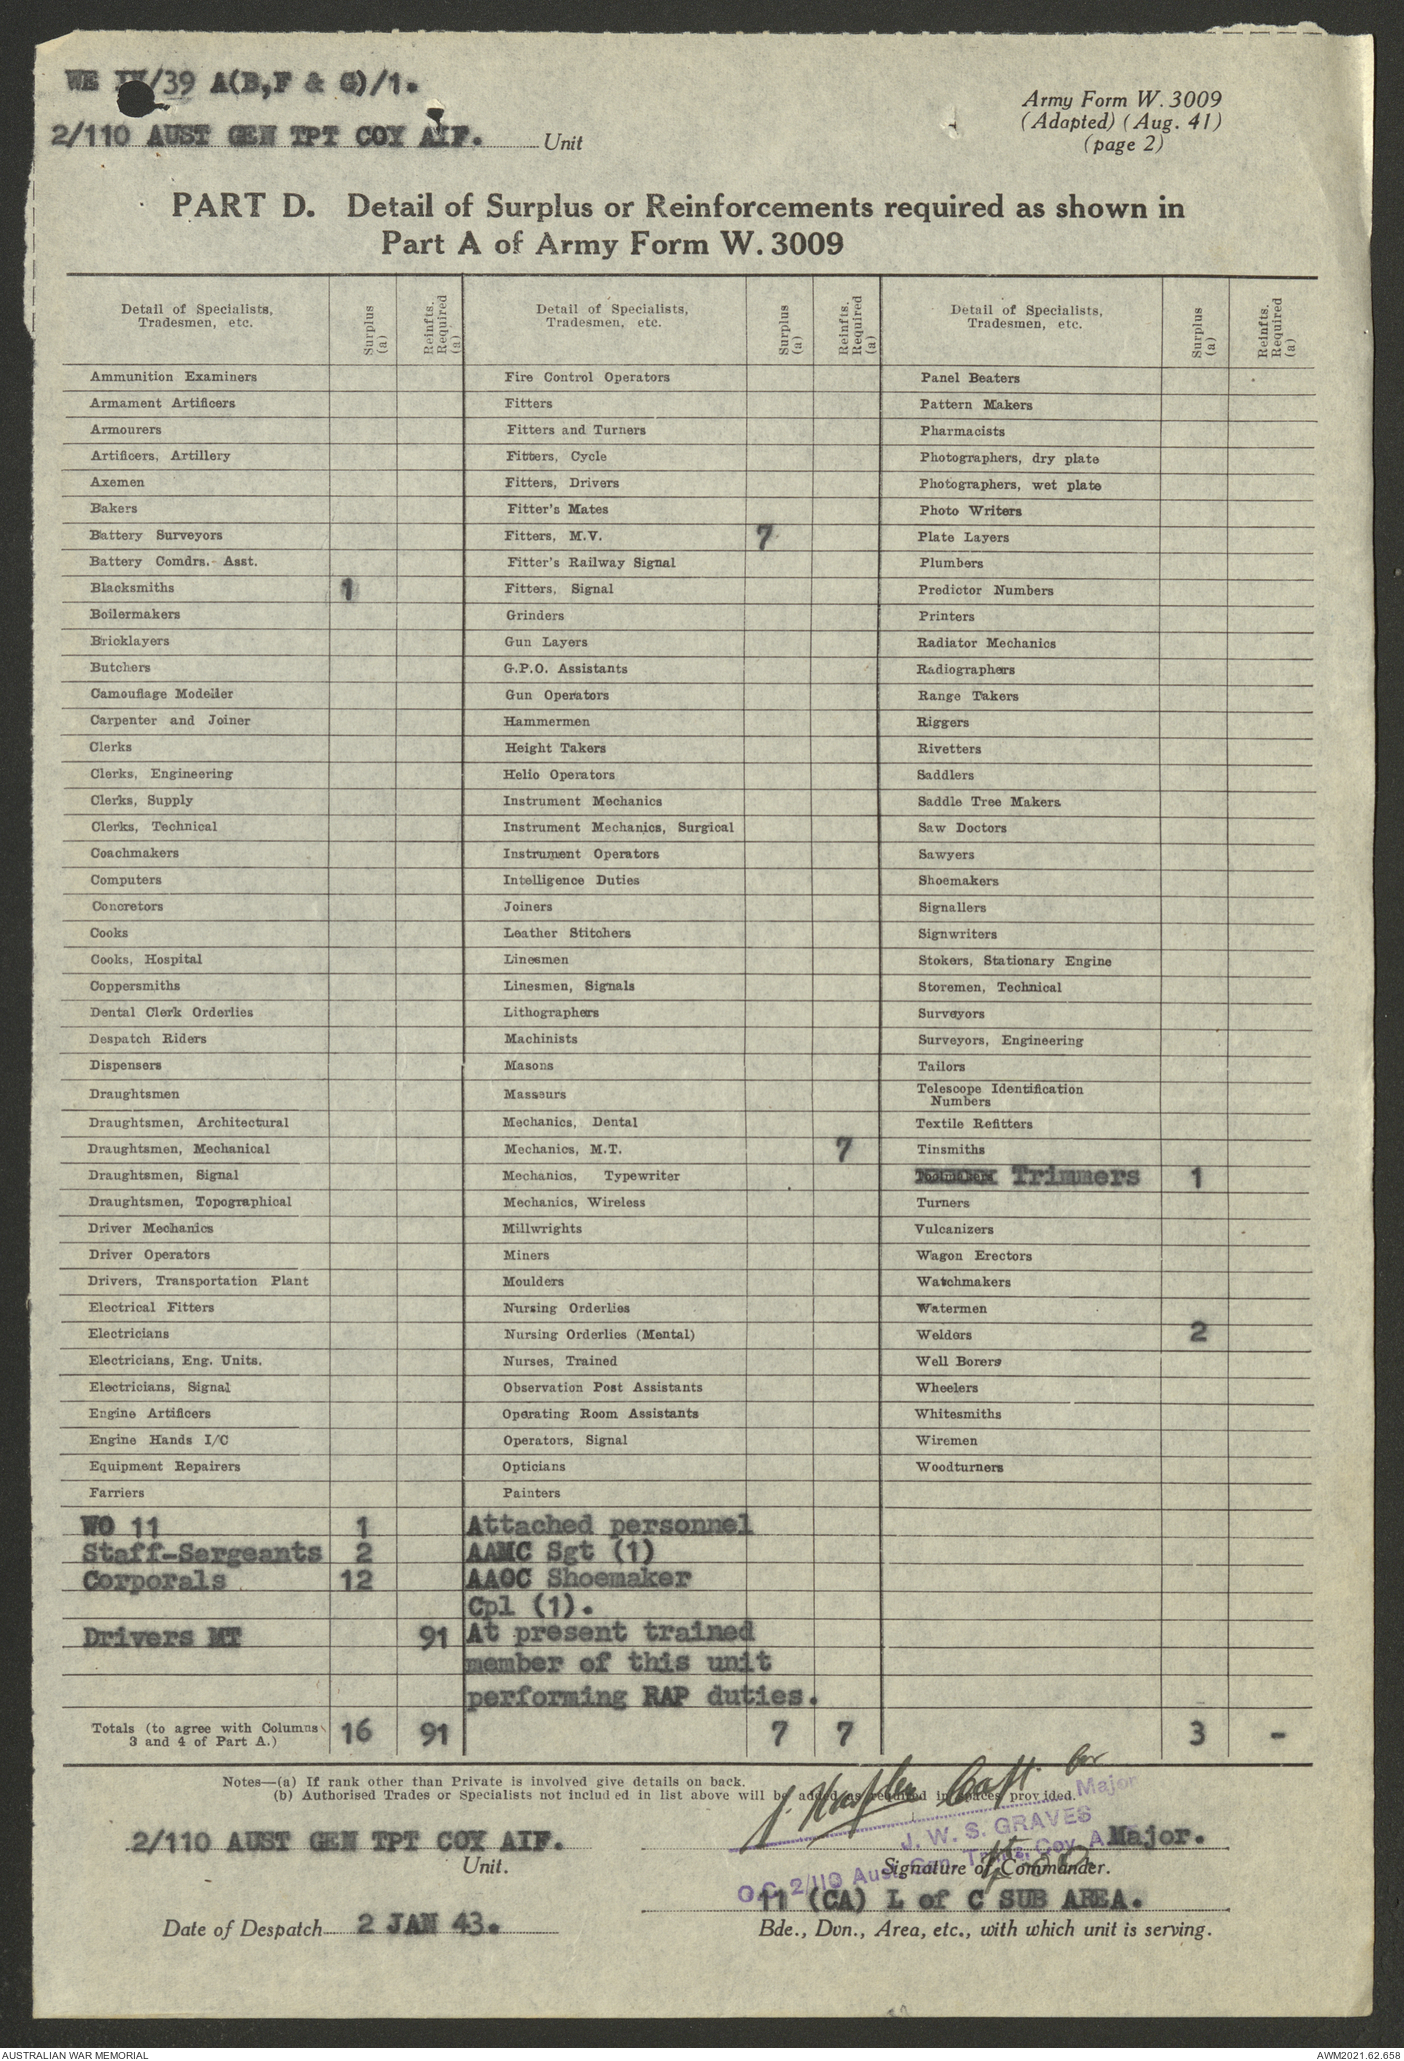 WE IV/39 A(B,F & G)/1.
2/110 AUST GEN TPT COY AIF. Unit
Army Form W. 3009
(Adapted) (Aug. 41)
(page 2)
PART D. Detail of Surplus or Reinforcements required as shown in
Part A of Army Form W. 3009
Detail of Specialists, Tradesmen, etc. Surplus (a) Reinfts. Required (a) Detail of Specialists, Tradesmen, etc. Surplus (a) Reinfts. Required (a) Detail of Specialists, Tradesmen, etc. Surplus (a) Reinfts. Required (a)
Ammunition Examiners Fire Control Operators Panel Beaters
Armament Artificers Fitters Pattern Makers
Armourers Fitters and Turners Pharmacists
Artificers, Artillery Fitters, Cycle Photographers, dry plate
Axemen Fitters, Drivers Photographers, wet plate
Bakers Fitter's Mates Photo Writers
Battery Surveyors Fitters, M.V. 7 Plate Layers
Battery Comdrs. Asst. Fitter's Railway Signal Plumbers
Blacksmiths 1 Fitters, Signal Predictor Numbers
Boilermakers Grinders Printers
Bricklayers Gun Layers Radiator Mechanics
Butchers G.P.O. Assistants Radiographers
Camouflage Modeller Gun Operators Range Takers
Carpenter and Joiner Hammermen Riggers
Clerks Height Takers Rivetters
Clerks, Engineering Helio Operators Saddlers
Clerks, Supply Instrument Mechanics Saddle Tree Makers
Clerks, Technical Instrument Mechanics, Surgical Saw Doctors
Coachmakers Instrument Operators Sawyers
Computers Intelligence Duties Shoemakers
Concretors Joiners Signallers
Cooks Leather Stitchers Signwriters
Cooks, Hospital Linesmen Stokers, Stationary Engine
Coppersmiths Linesmen, Signals Storemen, Technical
Dental Clerk Orderlies Lithographers Surveyors
Despatch Riders Machinists Surveyors, Engineering
Dispensers Masons Tailors
Draughtsmen Masseurs Telescope Identification Numbers
Draughtsmen, Architectural Mechanics, Dental Textile Refitters
Draughtsmen, Mechanical Mechanics, M.T. 7 Tinsmiths
Draughtsmen, Signal Mechanics, Typewriter Trimmers 1
Draughtsmen, Topographical Mechanics, Wireless Turners
Driver Mechanics Millwrights Vulcanizers
Driver Operators Miners Wagon Erectors
Drivers, Transportation Plant Moulders Watchmakers
Electrical Fitters Nursing Orderlies Watermen
Electricians Nursing Orderlies (Mental) Welders 2
Electricians, Eng. Units. Nurses, Trained Well Borers
Electricians, Signal Observation Post Assistants Wheelers
Engine Artificers Operating Room Assistants Whitesmiths
Engine Hands I/C Operators, Signal Wiremen
Equipment Repairers Opticians Woodturners
Farriers Painters
WO 11 1 Attached personnel
Staff-Sergeants 2 AAMC Sgt (1)
Corporals 12 AAOC Shoemaker
Cpl (1).
Drivers MT 91 At present trained
member of this unit
performing RAP duties.
Totals (to agree with Columns 3 and 4 of Part A.) 16 91 7 7 3 -
Notes—(a) If rank other than Private is involved give details on back.
(b) Authorised Trades or Specialists not included in list above will be added as required in spaces provided.
Capt. for
Major
J. W. S. GRAVES
2/110 AUST GEN TPT COY AIF. Major.
Unit. Signature of Commander.
O.C. 2/110 Aust. Gen. Trans. Coy. A.
11 (CA) L of C SUB AREA.
Date of Despatch 2 JAN 43. Bde., Dvn., Area, etc., with which unit is serving.
AUSTRALIAN WAR MEMORIAL AWM2021.62.658